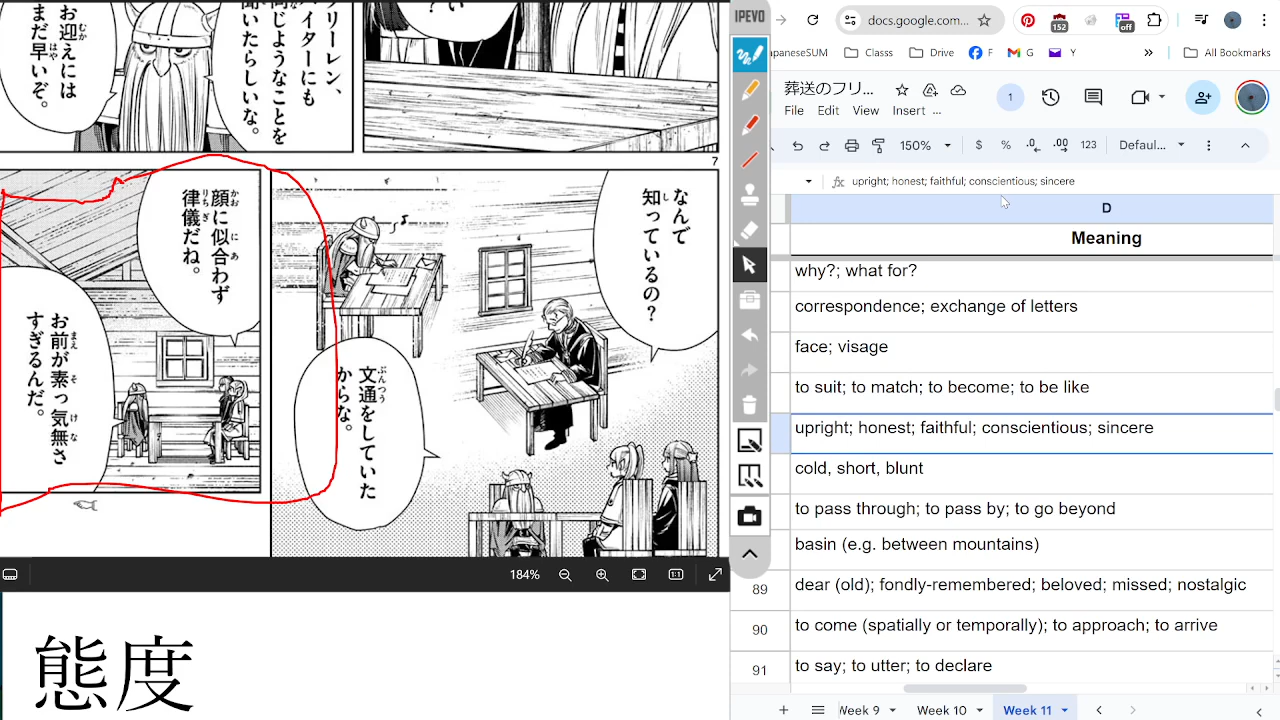 フリーレン、
ハイターにも
同じようなことを
聞いたらしいな。
お迎えには
まだ早いぞ。
7
なんで
知っているの?
文通をしていた
からな。
顔に似合わず
律儀だね。
お前が素っ気無さ
すぎるんだ。
184%
1:1
態度
IPEVO
docs.google.com...
152
off
apaneseSUM
Classs
Drive
F
G
Y
All Bookmarks
葬送のフリ...
File
Edit
1
150%
$
%
.0
.00
123
Defaul...
D
Meaning
why?; what for?
correspondence; exchange of letters
face; visage
to suit; to match; to become; to be like
upright; honest; faithful; conscientious; sincere
cold, short, blunt
to pass through; to pass by; to go beyond
basin (e.g. between mountains)
89
dear (old); fondly-remembered; beloved; missed; nostalgic
90
to come (spatially or temporally); to approach; to arrive
91
to say; to utter; to declare
Week 9
Week 10
Week 11